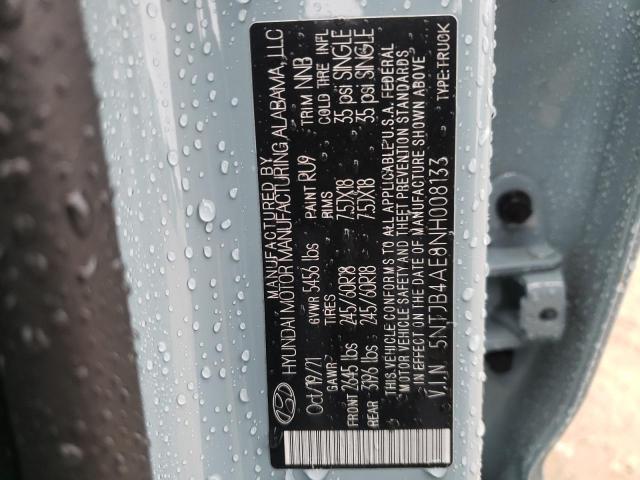 MANUFACTURED BY
HYUNDAI MOTOR MANUFACTURING ALABAMA, LLC
Oct/19/21 GVWR 5456 lbs PAINT RU9 TRIM NNB
GAWR TIRES RIMS COLD TIRE INFL
FRONT 2645 lbs 245/60R18 7.5JX18 35 psi SINGLE
REAR 3196 lbs 245/60R18 7.5JX18 35 psi SINGLE
THIS VEHICLE CONFORMS TO ALL APPLICABLE U.S.A. FEDERAL
MOTOR VEHICLE SAFETY AND THEFT PREVENTION STANDARDS
IN EFFECT ON THE DATE OF MANUFACTURE SHOWN ABOVE
V.I.N 5NTJB4AE8NH008133 TYPE:TRUCK